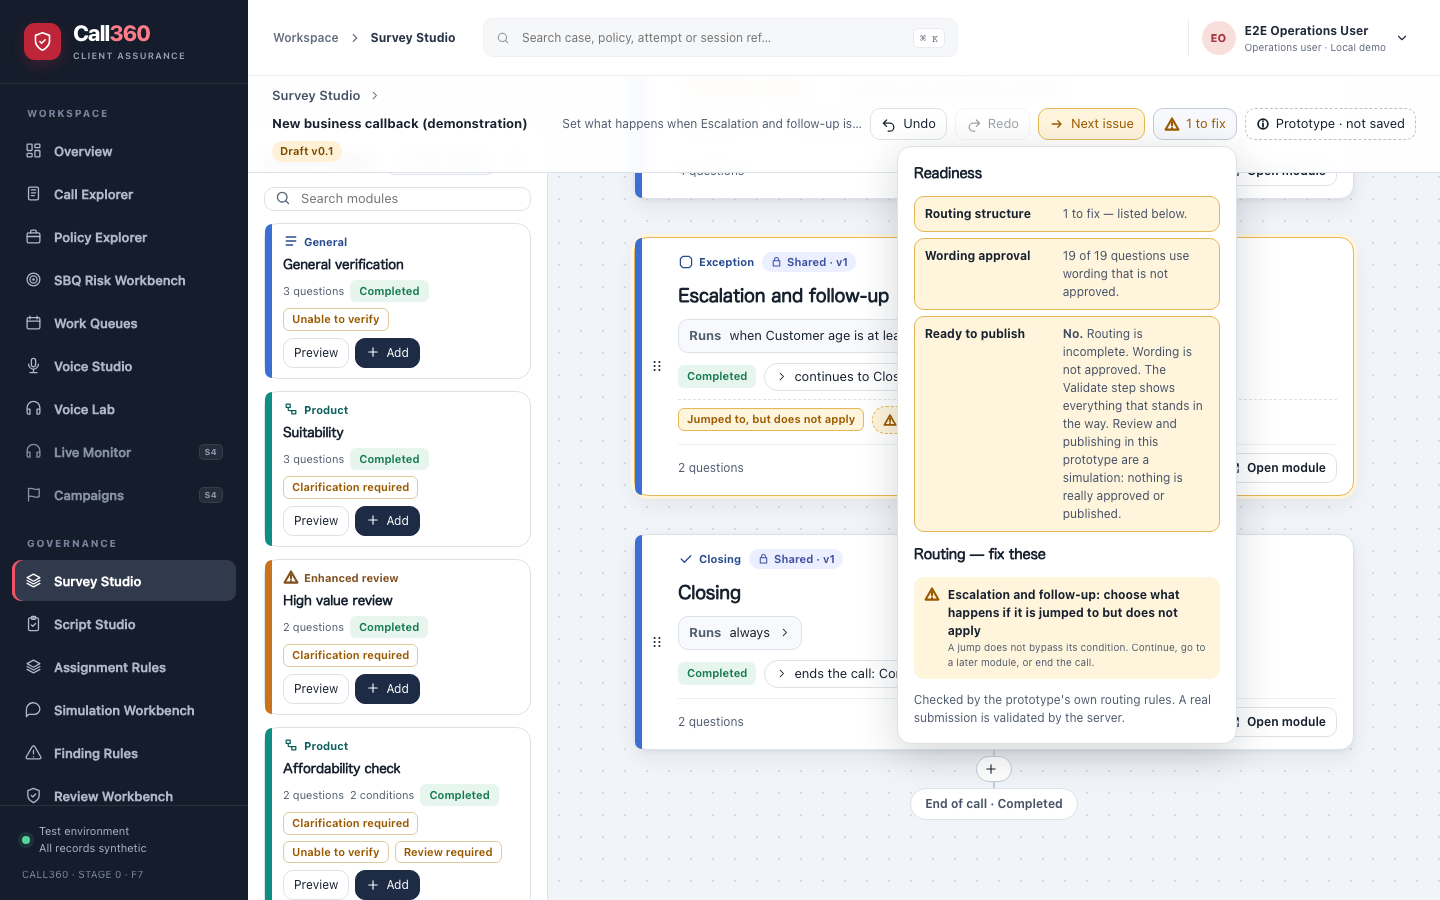 Call360
CLIENT ASSURANCE
WORKSPACE
Overview
Call Explorer
Policy Explorer
SBQ Risk Workbench
Work Queues
Voice Studio
Voice Lab
Live Monitor S4
Campaigns S4
GOVERNANCE
Survey Studio
Script Studio
Assignment Rules
Simulation Workbench
Finding Rules
Review Workbench
Test environment
All records synthetic
CALL360 · STAGE 0 · F7
Workspace Survey Studio
Search case, policy, attempt or session ref...
⌘ K
EO
E2E Operations User
Operations user · Local demo
Survey Studio
New business callback (demonstration)
Draft v0.1
Set what happens when Escalation and follow-up is...
Undo
Redo
Next issue
1 to fix
Prototype · not saved
Search modules
General
General verification
3 questions Completed
Unable to verify
Preview Add
Product
Suitability
3 questions Completed
Clarification required
Preview Add
Enhanced review
High value review
2 questions Completed
Clarification required
Preview Add
Product
Affordability check
2 questions 2 conditions Completed
Clarification required
Unable to verify Review required
Preview Add
Open module
Exception Shared · v1
Escalation and follow-up
Runs when Customer age is at
Completed continues to
Jumped to, but does not apply
2 questions
Open module
Closing Shared · v1
Closing
Runs always
Completed ends the call:
2 questions
Open module
End of call · Completed
Readiness
Routing structure 1 to fix — listed below.
Wording approval 19 of 19 questions use
wording that is not
approved.
Ready to publish No. Routing is
incomplete. Wording is
not approved. The
Validate step shows
everything that stands in
the way. Review and
publishing in this
prototype are a
simulation: nothing is
really approved or
published.
Routing — fix these
Escalation and follow-up: choose what
happens if it is jumped to but does not
apply
A jump does not bypass its condition. Continue, go to
a later module, or end the call.
Checked by the prototype's own routing rules. A real
submission is validated by the server.